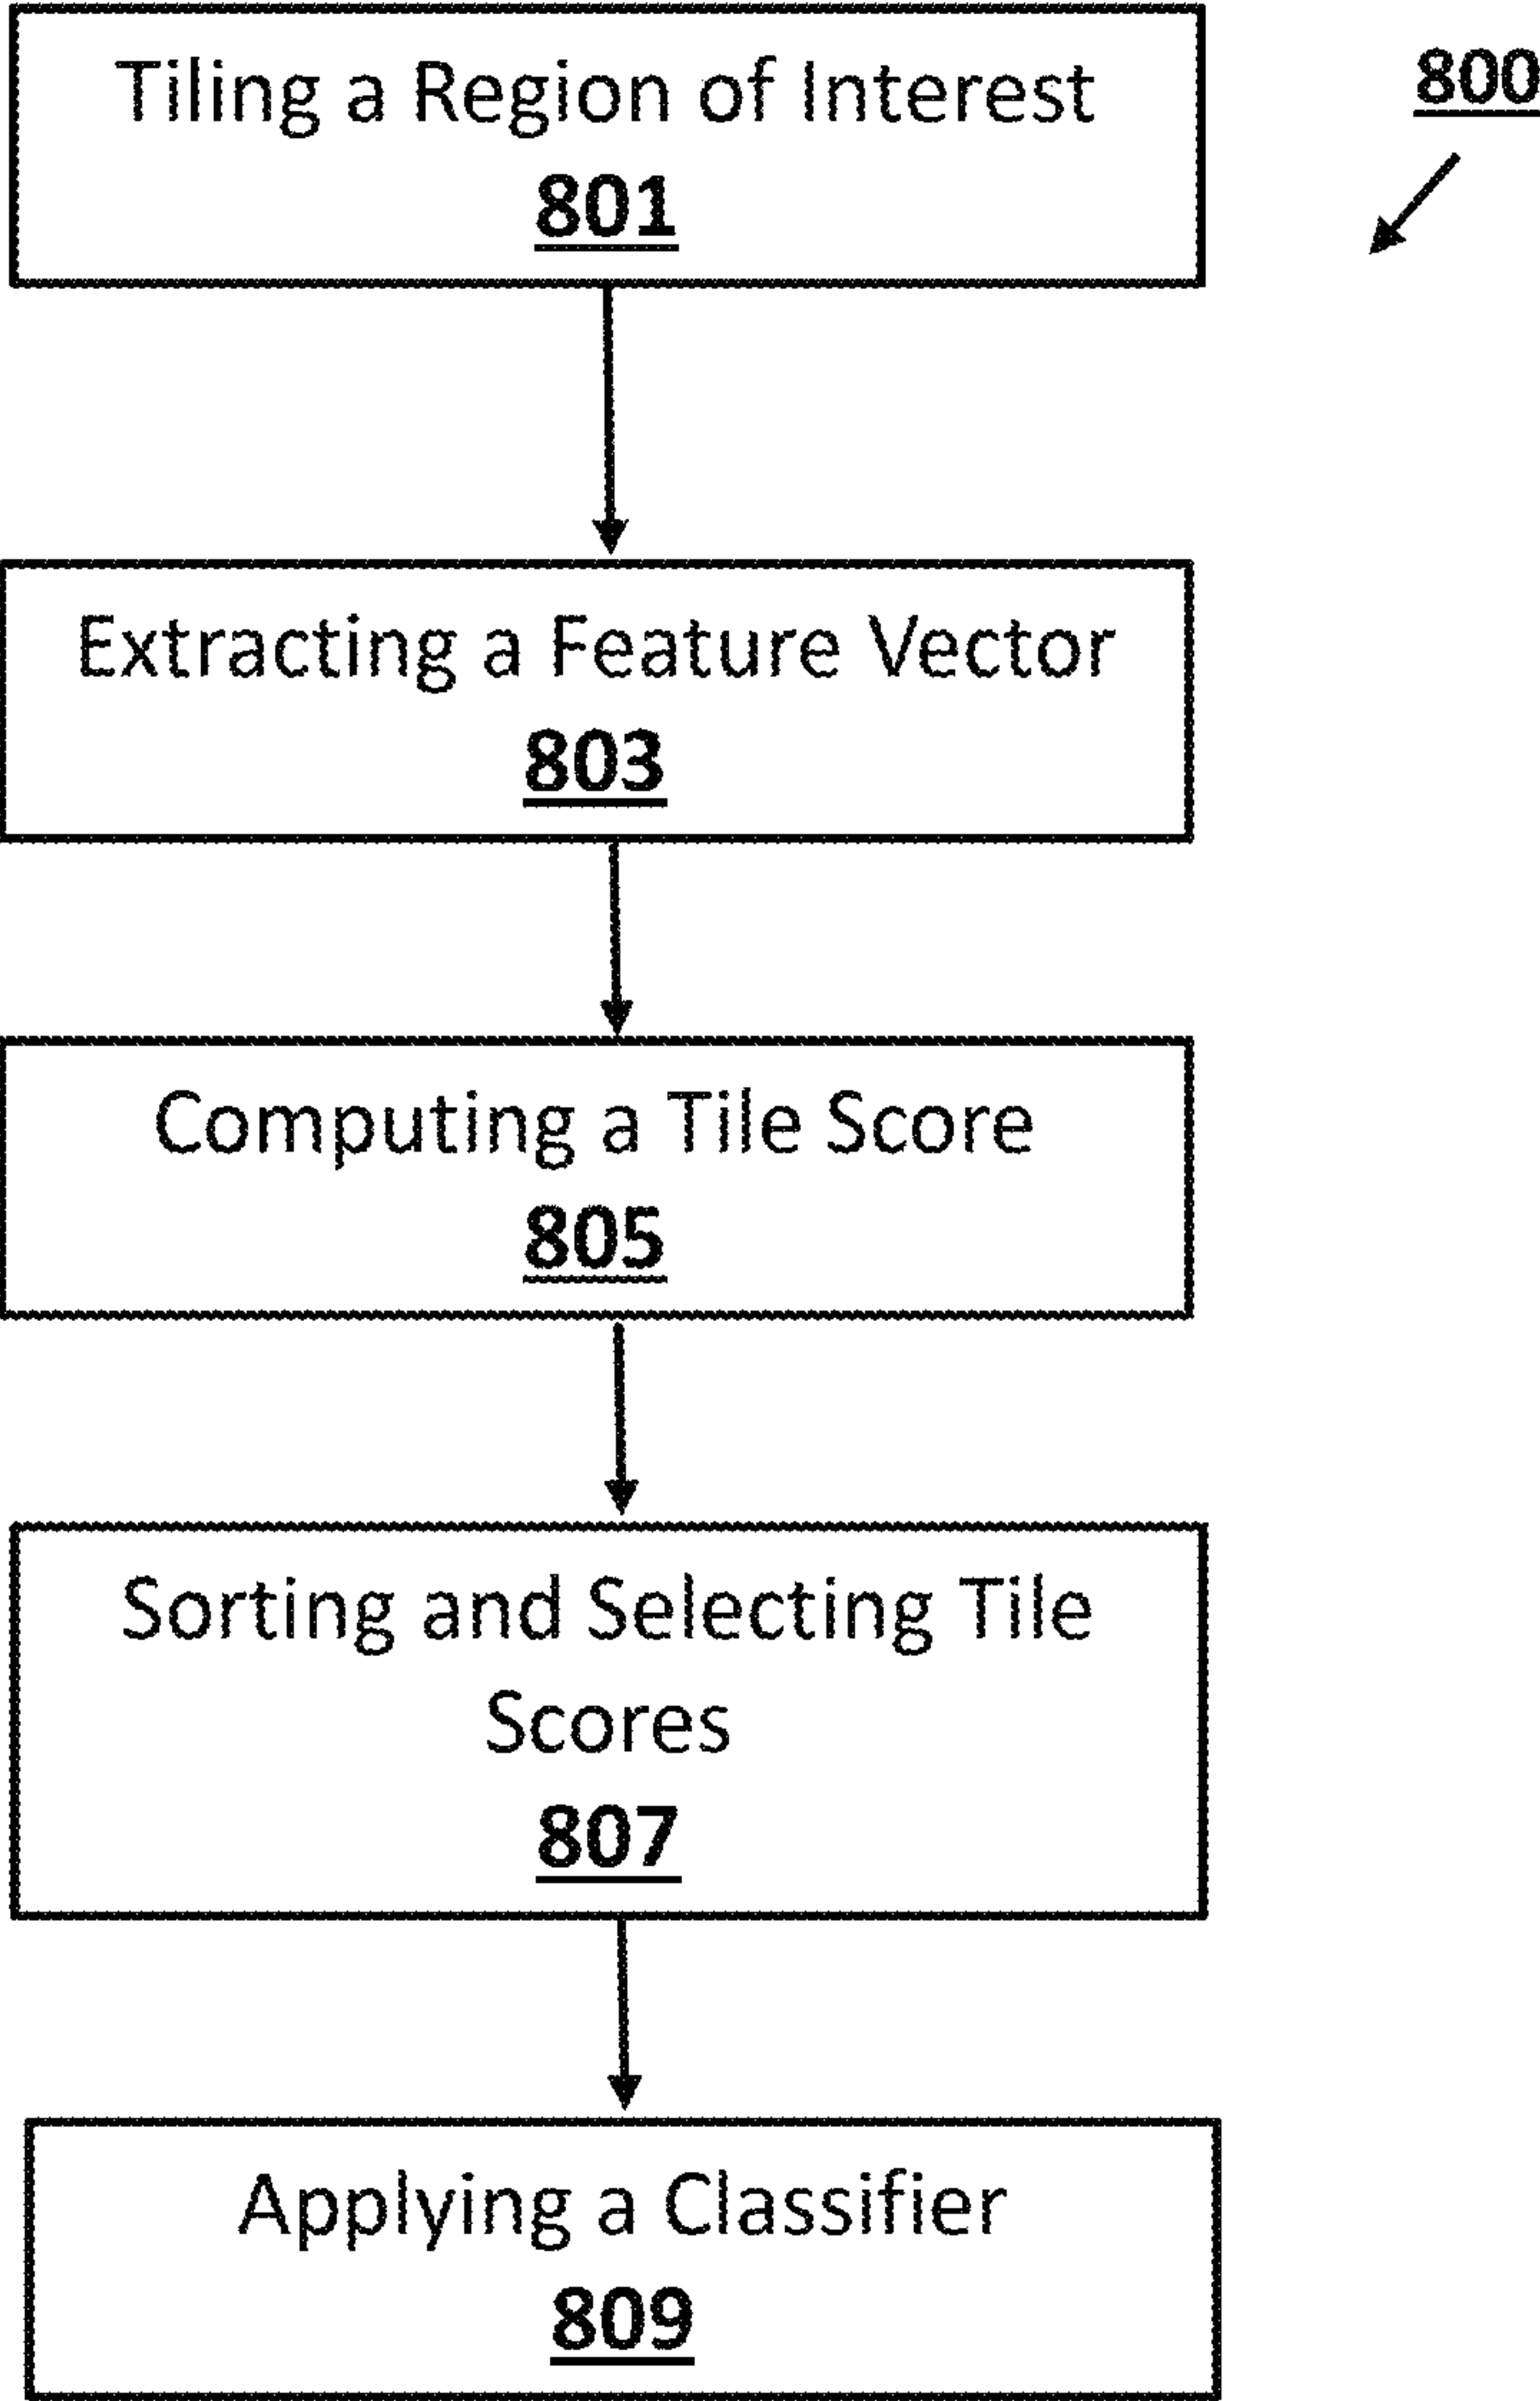 Tiling a Region of Interest
801
800
Extracting a Feature Vector
803
Computing a Tile Score
805
Sorting and Selecting Tile
Scores
807
Applying a Classifier
809